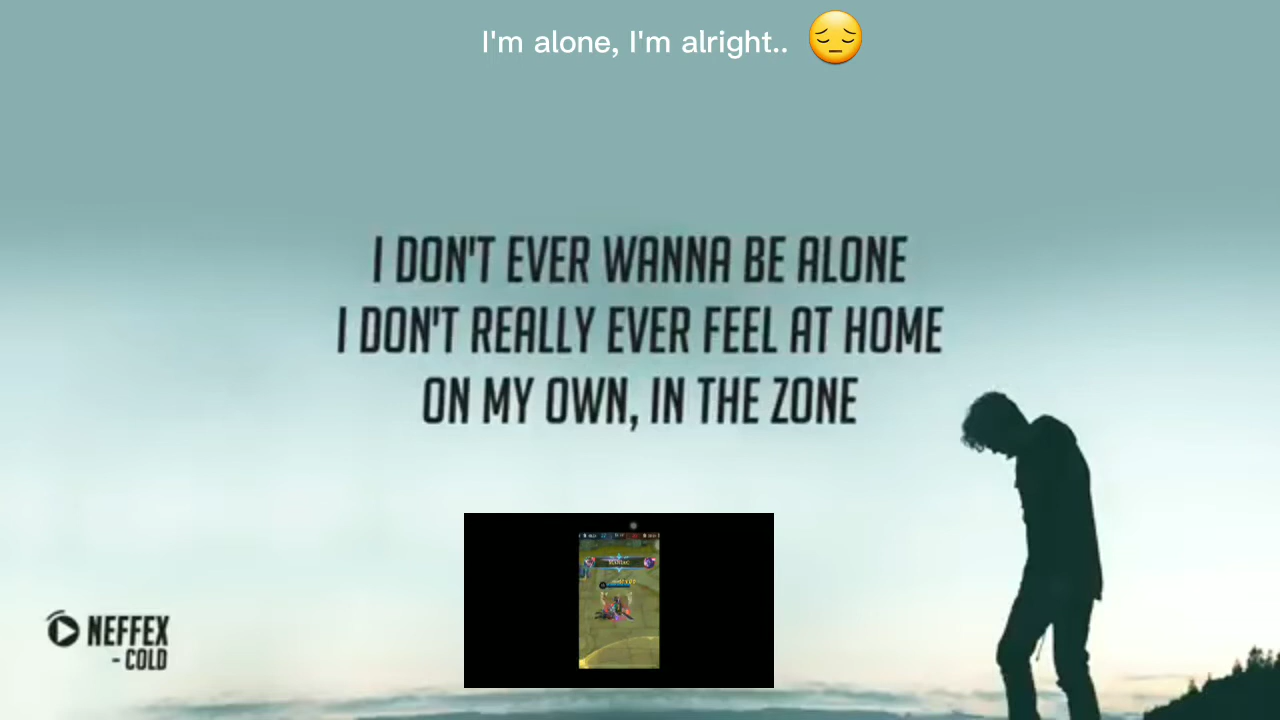 I'm alone, I'm alright.. 😔
I DON'T EVER WANNA BE ALONE
I DON'T REALLY EVER FEEL AT HOME
ON MY OWN, IN THE ZONE
MANIAC
NEFFEX
- COLD